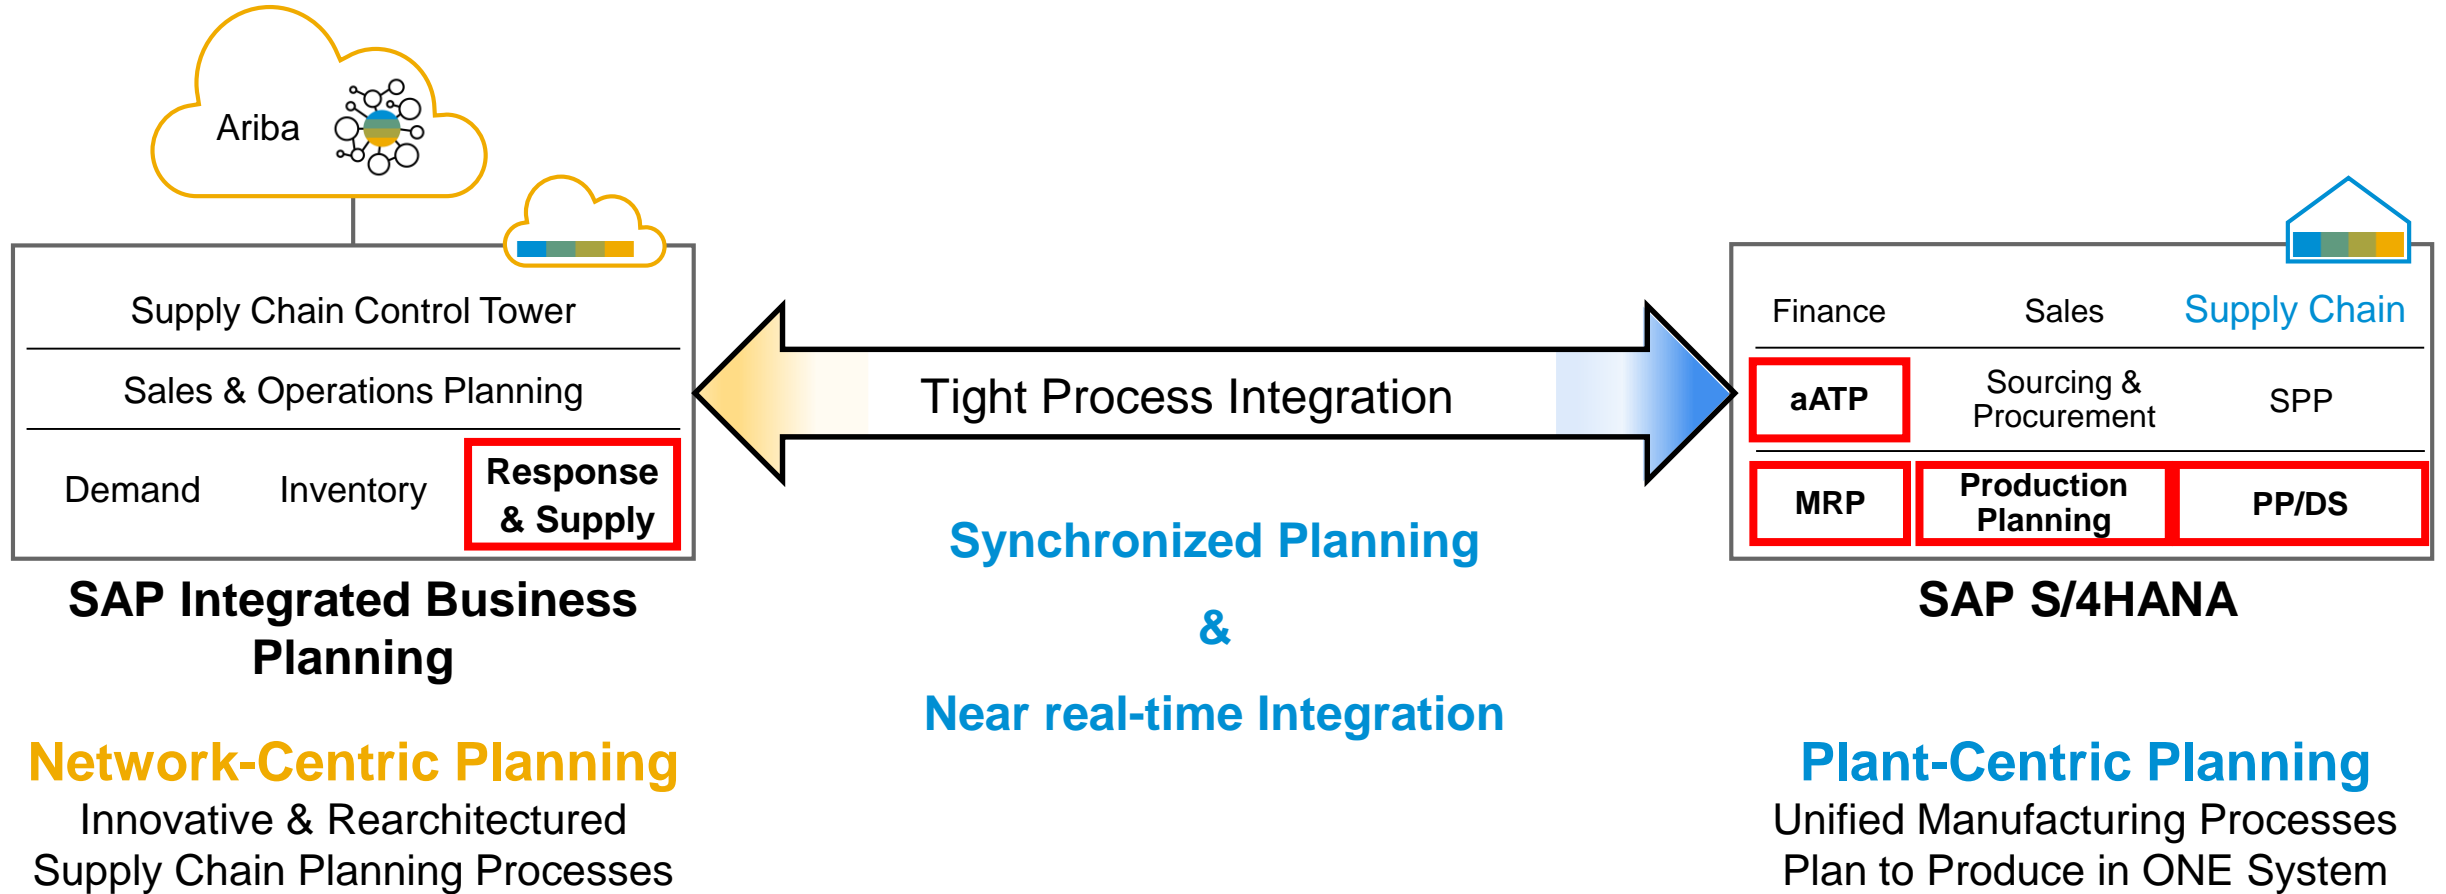 Ariba
Supply Chain Control Tower
Sales & Operations Planning
Demand
Inventory
Response
& Supply
SAP Integrated Business
Planning
Network-Centric Planning
Innovative & Rearchitectured
Supply Chain Planning Processes
Tight Process Integration
Synchronized Planning
&
Near real-time Integration
Finance
Sales
Supply Chain
aATP
Sourcing &
Procurement
SPP
MRP
Production
Planning
PP/DS
SAP S/4HANA
Plant-Centric Planning
Unified Manufacturing Processes
Plan to Produce in ONE System